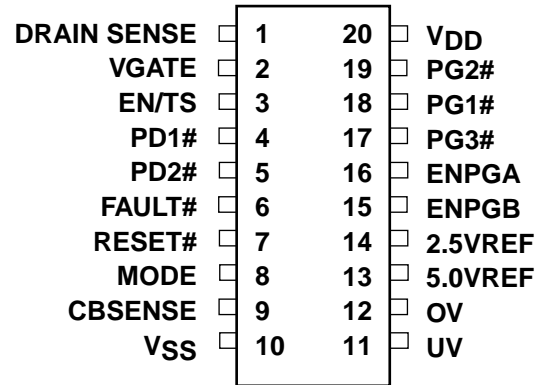 DRAIN SENSE 1 20 VDD
VGATE 2 19 PG2#
EN/TS 3 18 PG1#
PD1# 4 17 PG3#
PD2# 5 16 ENPGA
FAULT# 6 15 ENPGB
RESET# 7 14 2.5VREF
MODE 8 13 5.0VREF
CBSENSE 9 12 OV
VSS 10 11 UV